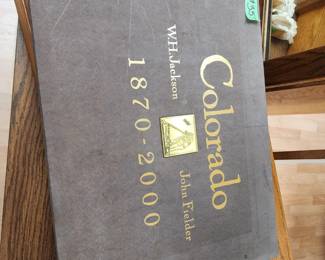 Colorado
W.H.Jackson
John Fielder
1870-2000